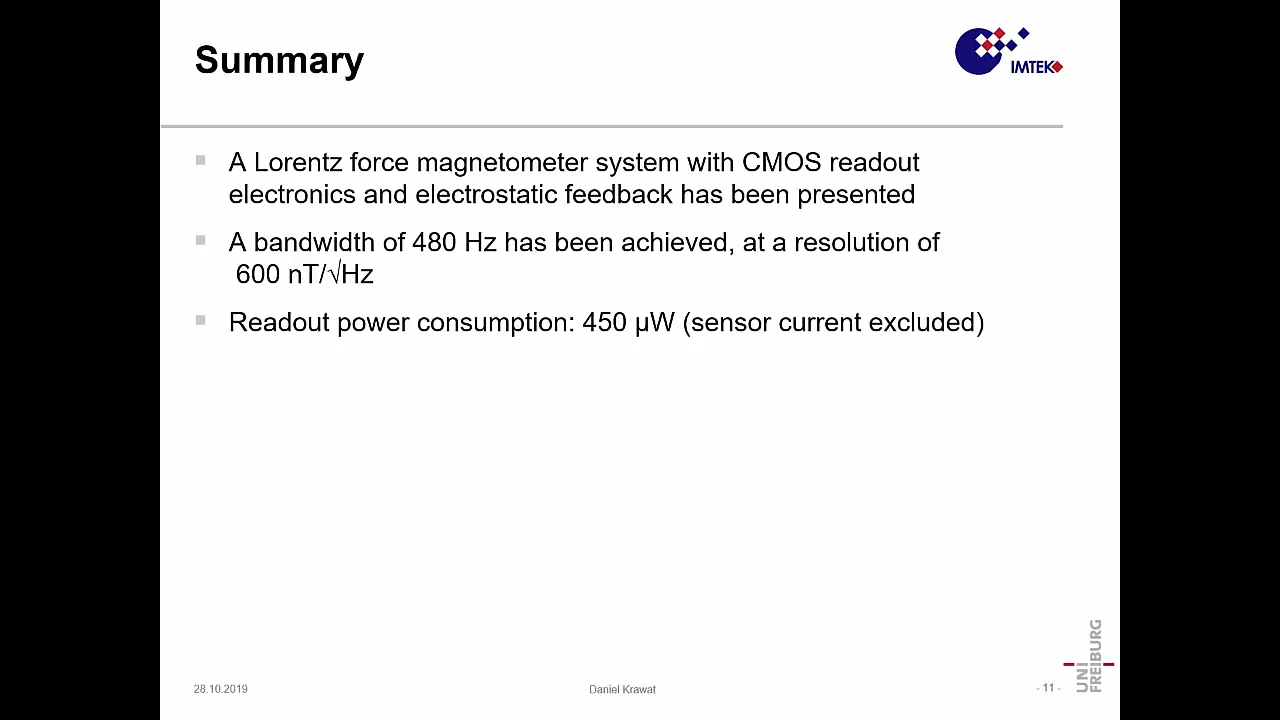 Summary
IMTEK
A Lorentz force magnetometer system with CMOS readout
electronics and electrostatic feedback has been presented
A bandwidth of 480 Hz has been achieved, at a resolution of
600 nT/√Hz
Readout power consumption: 450 µW (sensor current excluded)
28.10.2019
Daniel Krawat
- 11 -
UNI
FREIBURG